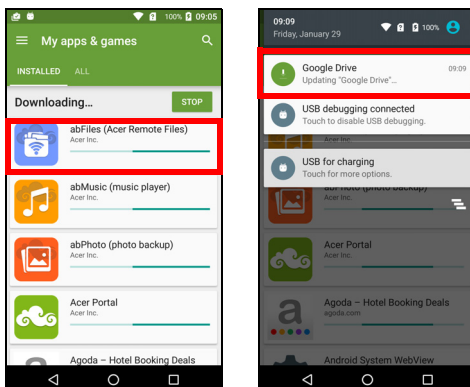 100% 09:05
My apps & games
INSTALLED ALL
Downloading... STOP
abFiles (Acer Remote Files)
Acer Inc.
abMusic (music player)
Acer Inc.
abPhoto (photo backup)
Acer Inc.
Acer Portal
Acer Inc.
Agoda – Hotel Booking Deals
09:09
Friday, January 29
100%
Google Drive 09:09
Updating "Google Drive"...
USB debugging connected
Touch to disable USB debugging.
Acer Inc.
USB for charging
Touch for more options.
abPhoto (photo backup)
Acer Inc.
Acer Portal
Acer Inc.
a
Agoda – Hotel Booking Deals
agoda.com
Android System WebView